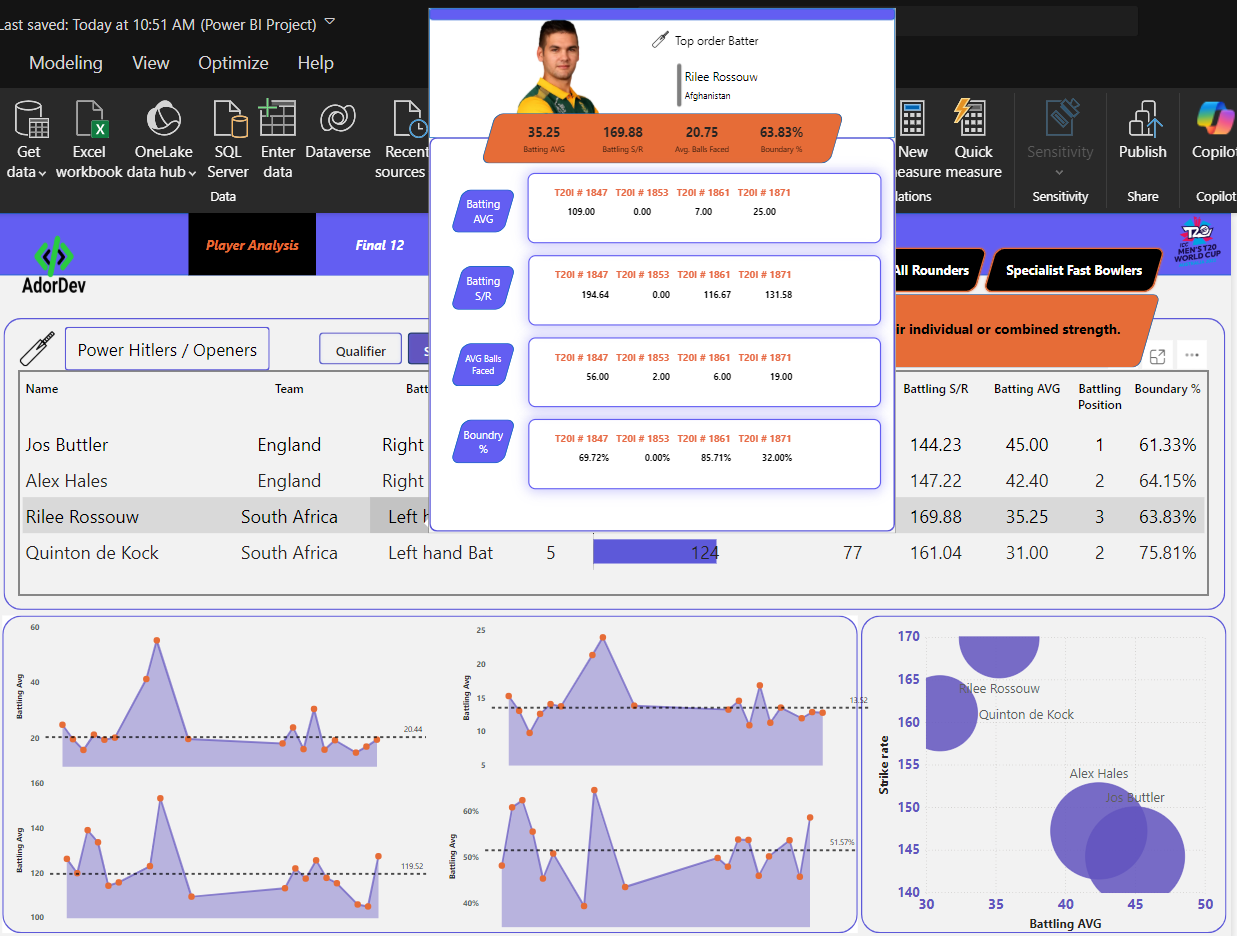 Last saved: Today at 10:51 AM (Power BI Project)
Modeling View Optimize Help
Get data
Excel workbook
OneLake data hub
SQL Server
Enter data
Dataverse
Recent sources
Data
New measure
Quick measure
Sensitivity
Sensitivity
Publish
Share
Copilot
Copilot
Top order Batter
Rilee Rossouw
Afghanistan
35.25 169.88 20.75 63.83%
Batting AVG Battling S/R Avg. Balls Faced Boundary %
Batting AVG
T20I # 1847 T20I # 1853 T20I # 1861 T20I # 1871
109.00 0.00 7.00 25.00
Batting S/R
T20I # 1847 T20I # 1853 T20I # 1861 T20I # 1871
194.64 0.00 116.67 131.58
AVG Balls Faced
T20I # 1847 T20I # 1853 T20I # 1861 T20I # 1871
56.00 2.00 6.00 19.00
Boundry %
T20I # 1847 T20I # 1853 T20I # 1861 T20I # 1871
69.72% 0.00% 85.71% 32.00%
AdorDev
Player Analysis
Final 12
All Rounders
Specialist Fast Bowlers
T20
ICC
MEN'S T20
WORLD CUP
ir individual or combined strength.
Power Hitlers / Openers
Qualifier
S
Name Team Batt Battling S/R Batting AVG Battling Position Boundary %
Jos Buttler England Right 144.23 45.00 1 61.33%
Alex Hales England Right 147.22 42.40 2 64.15%
Rilee Rossouw South Africa Left h 169.88 35.25 3 63.83%
Quinton de Kock South Africa Left hand Bat 5 124 77 161.04 31.00 2 75.81%
60
40
20
Battling Avg
20.44
25
20
15
10
5
Battling Avg
13.52
160
140
120
100
Battling Avg
119.52
60%
50%
40%
Battling Avg
51.57%
170
165
160
155
150
145
140
Strike rate
Rilee Rossouw
Quinton de Kock
Alex Hales
Jos Buttler
30 35 40 45 50
Battling AVG